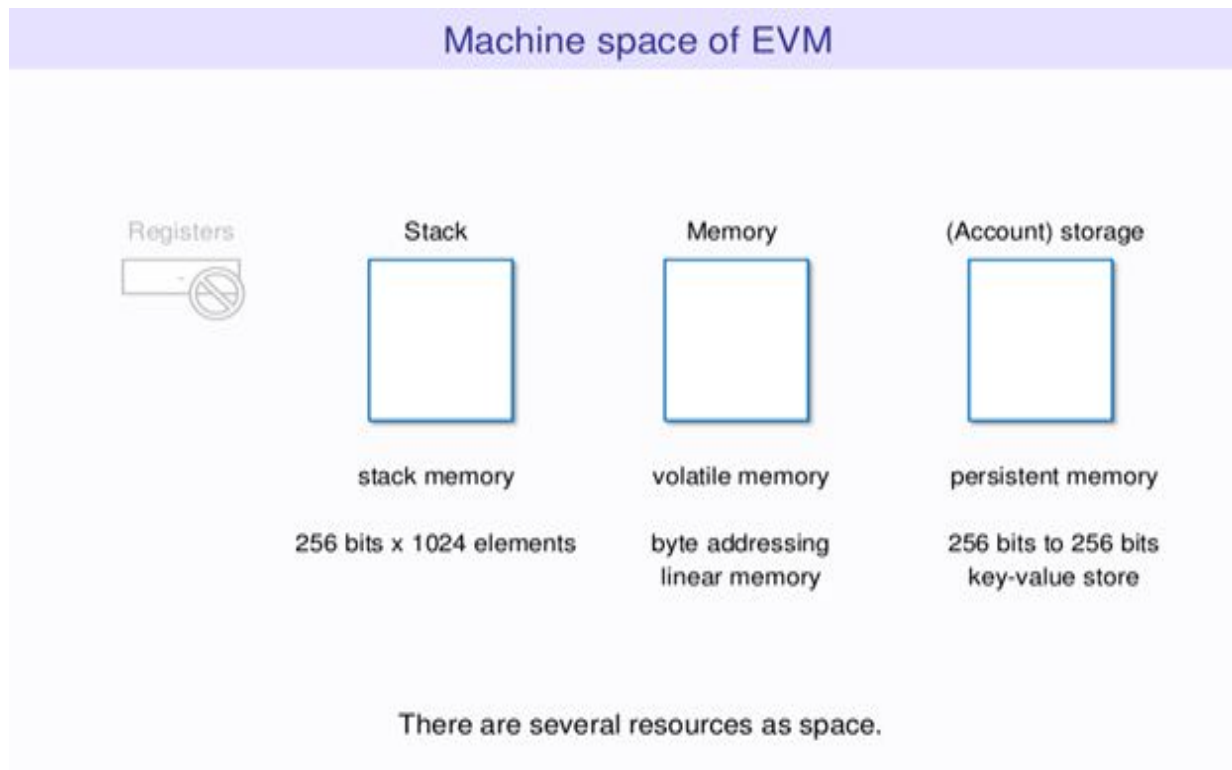 Machine space of EVM
Registers
Stack
Memory
(Account) storage
stack memory
volatile memory
persistent memory
256 bits x 1024 elements
byte addressing
linear memory
256 bits to 256 bits
key-value store
There are several resources as space.